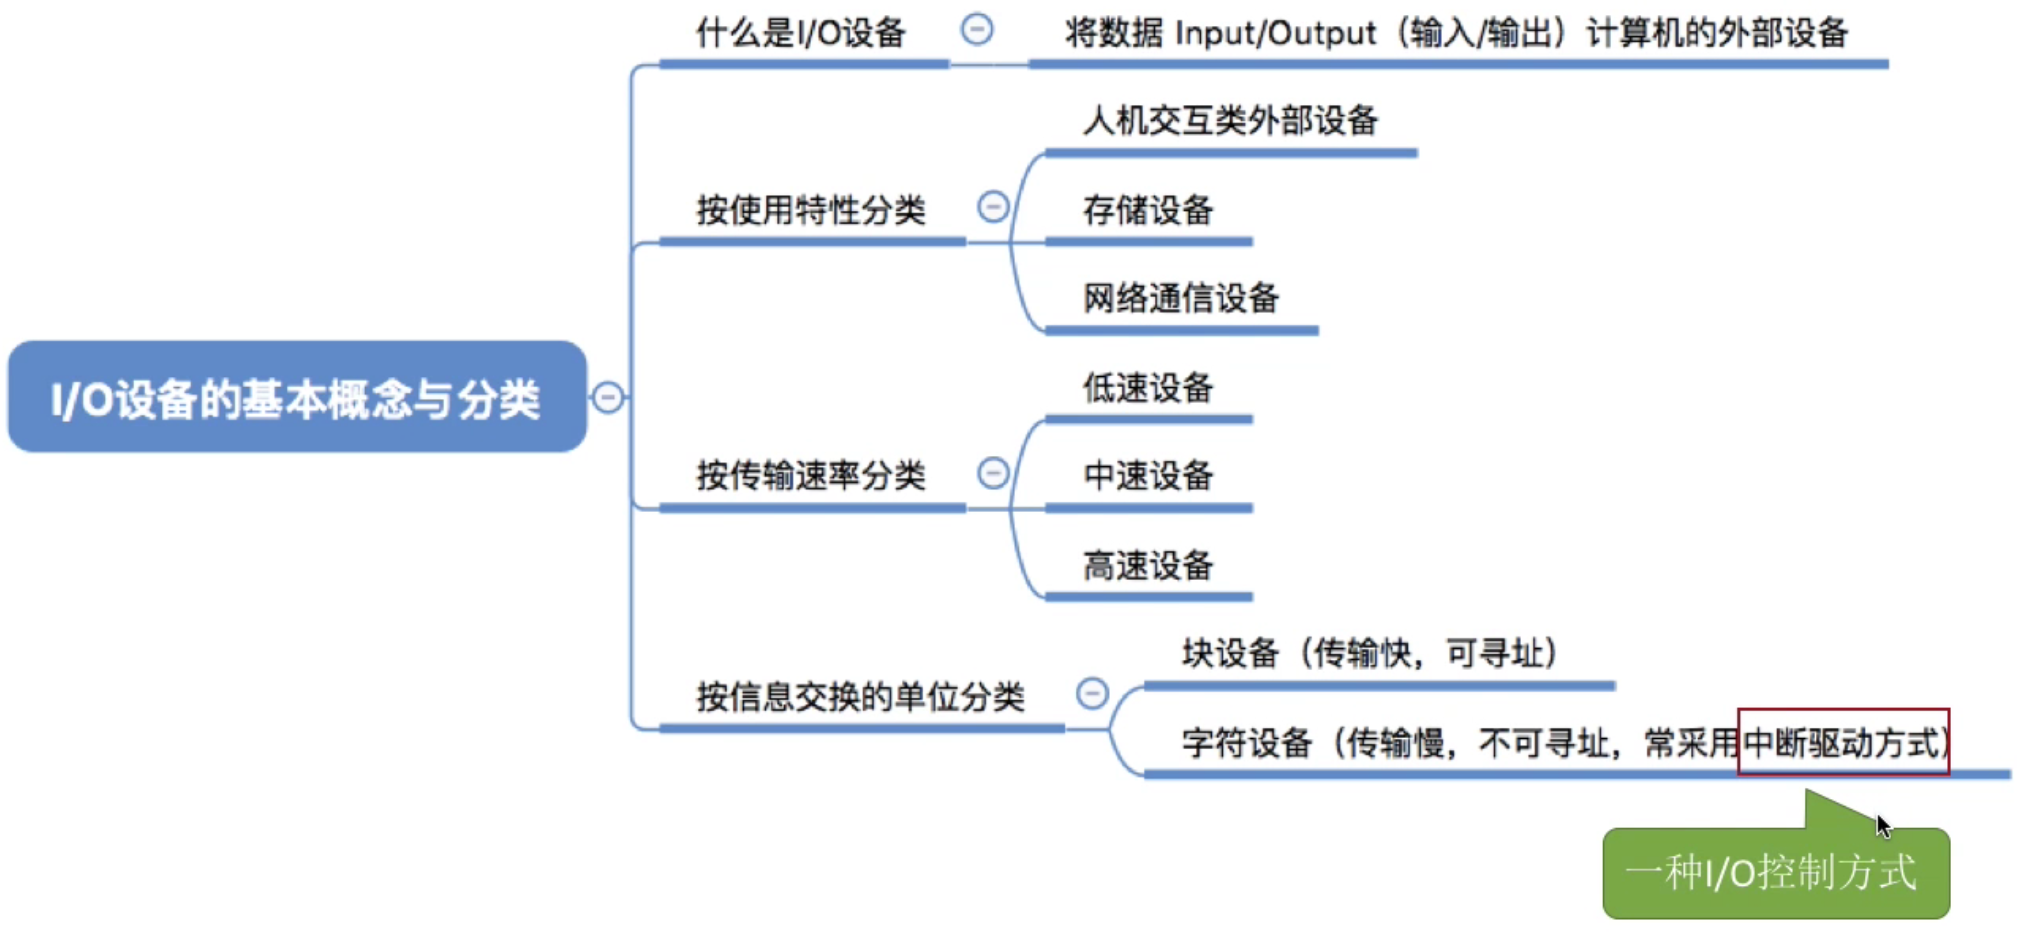 什么是I/O设备
将数据 Input/Output（输入/输出）计算机的外部设备
人机交互类外部设备
按使用特性分类
存储设备
网络通信设备
I/O设备的基本概念与分类
低速设备
按传输速率分类
中速设备
高速设备
块设备（传输快，可寻址）
按信息交换的单位分类
字符设备（传输慢，不可寻址，常采用中断驱动方式）
一种I/O控制方式